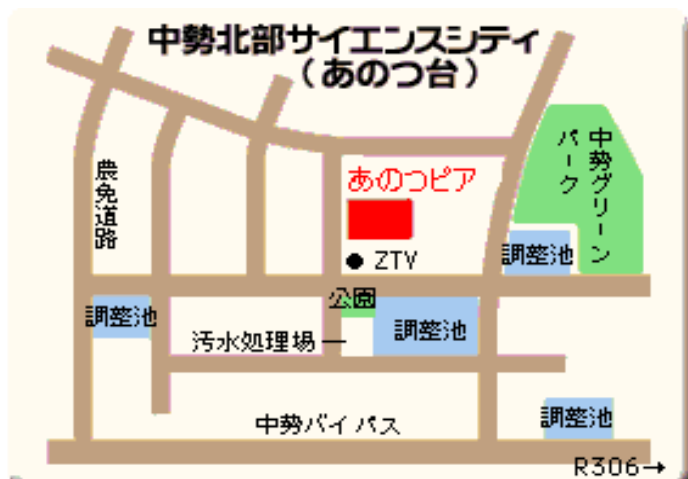 中勢北部サイエンスシティ
（あのつ台）
農免道路
あのつピア
中勢グリーン
パーク
ZTV
調整池
公園
調整池
調整池
汚水処理場
中勢バイパス
調整池
R306→